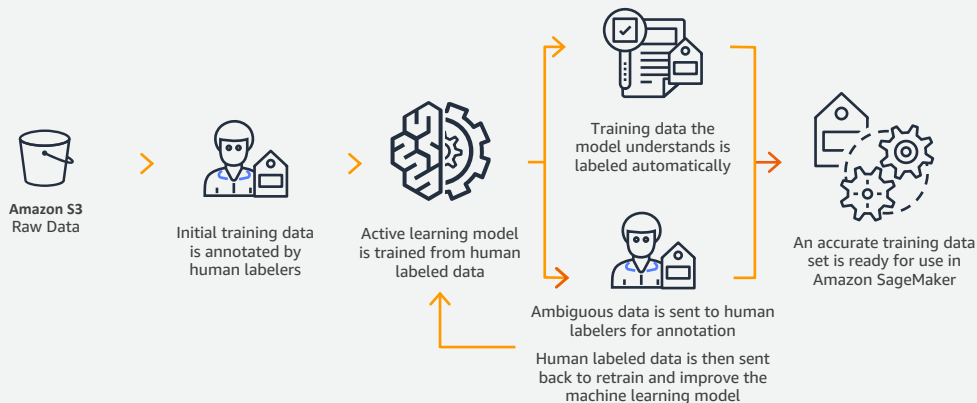 Amazon S3
Raw Data
Initial training data
is annotated by
human labelers
Active learning model
is trained from human
labeled data
Training data the
model understands is
labeled automatically
Ambiguous data is sent to human
labelers for annotation
Human labeled data is then sent
back to retrain and improve the
machine learning model
An accurate training data
set is ready for use in
Amazon SageMaker